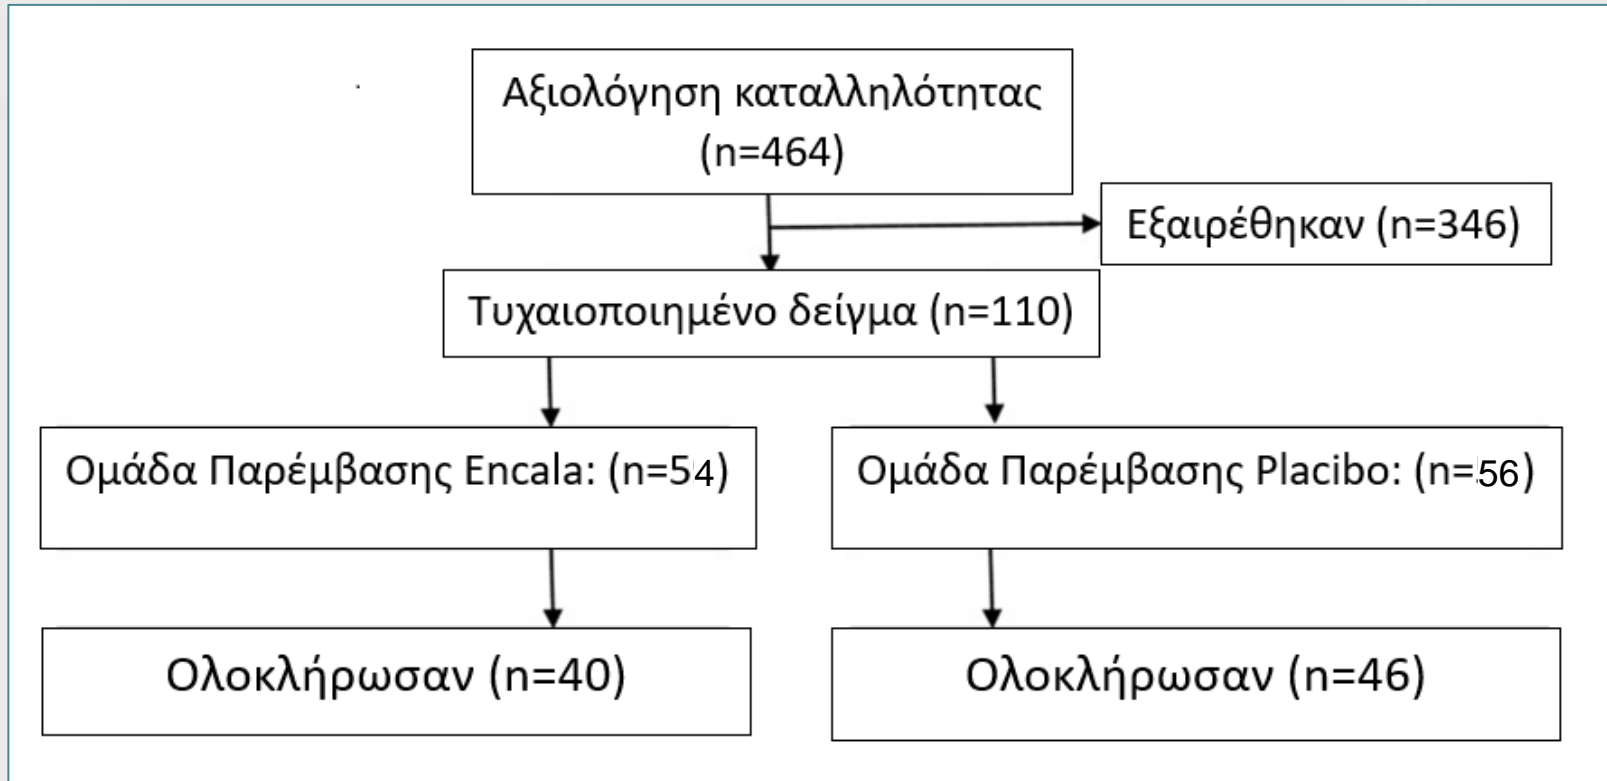 Αξιολόγηση καταλληλότητας
(n=464)
Εξαιρέθηκαν (n=346)
Τυχαιοποιημένο δείγμα (n=110)
Ομάδα Παρέμβασης Encala: (n=54)
Ομάδα Παρέμβασης Placibo: (n=56)
Ολοκλήρωσαν (n=40)
Ολοκλήρωσαν (n=46)